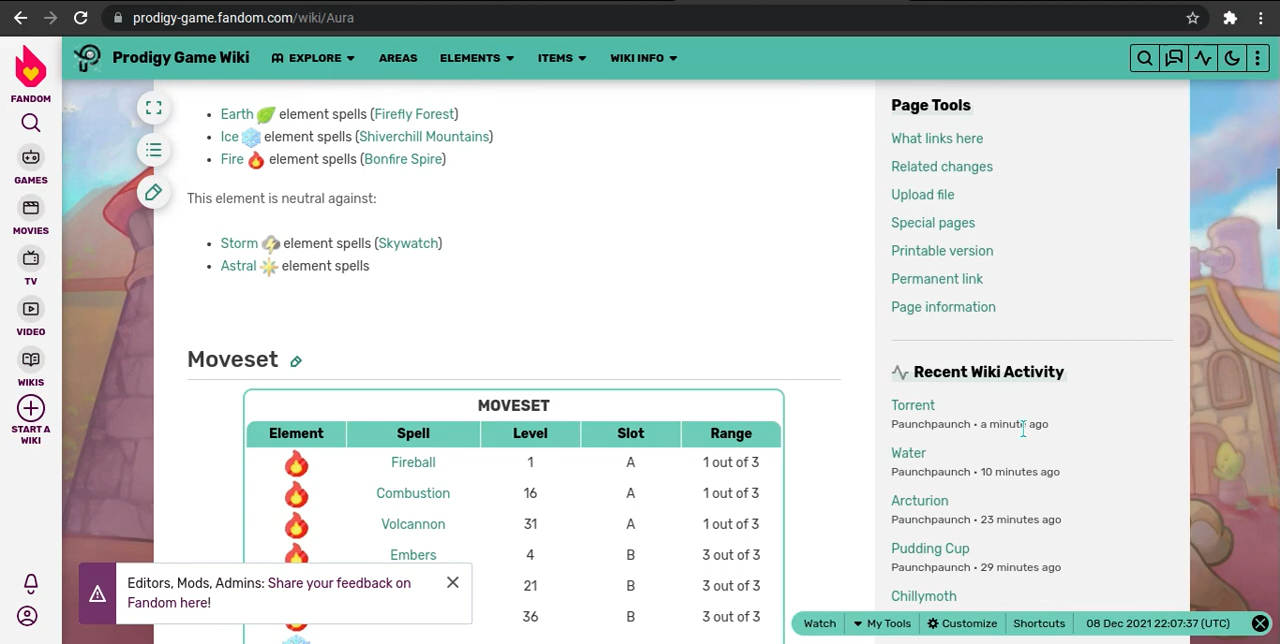 prodigy-game.fandom.com/wiki/Aura
Prodigy Game Wiki
EXPLORE
AREAS
ELEMENTS
ITEMS
WIKI INFO
FANDOM
GAMES
MOVIES
TV
VIDEO
WIKIS
START A
WIKI
Earth element spells (Firefly Forest)
Ice element spells (Shiverchill Mountains)
Fire element spells (Bonfire Spire)
This element is neutral against:
Storm element spells (Skywatch)
Astral element spells
Moveset
MOVESET
Element Spell Level Slot Range
Fireball 1 A 1 out of 3
Combustion 16 A 1 out of 3
Volcannon 31 A 1 out of 3
Embers 4 B 3 out of 3
21 B 3 out of 3
36 B 3 out of 3
Editors, Mods, Admins: Share your feedback on
Fandom here!
Page Tools
What links here
Related changes
Upload file
Special pages
Printable version
Permanent link
Page information
Recent Wiki Activity
Torrent
Paunchpaunch • a minute ago
Water
Paunchpaunch • 10 minutes ago
Arcturion
Paunchpaunch • 23 minutes ago
Pudding Cup
Paunchpaunch • 29 minutes ago
Chillymoth
Watch
My Tools
Customize
Shortcuts
08 Dec 2021 22:07:37 (UTC)